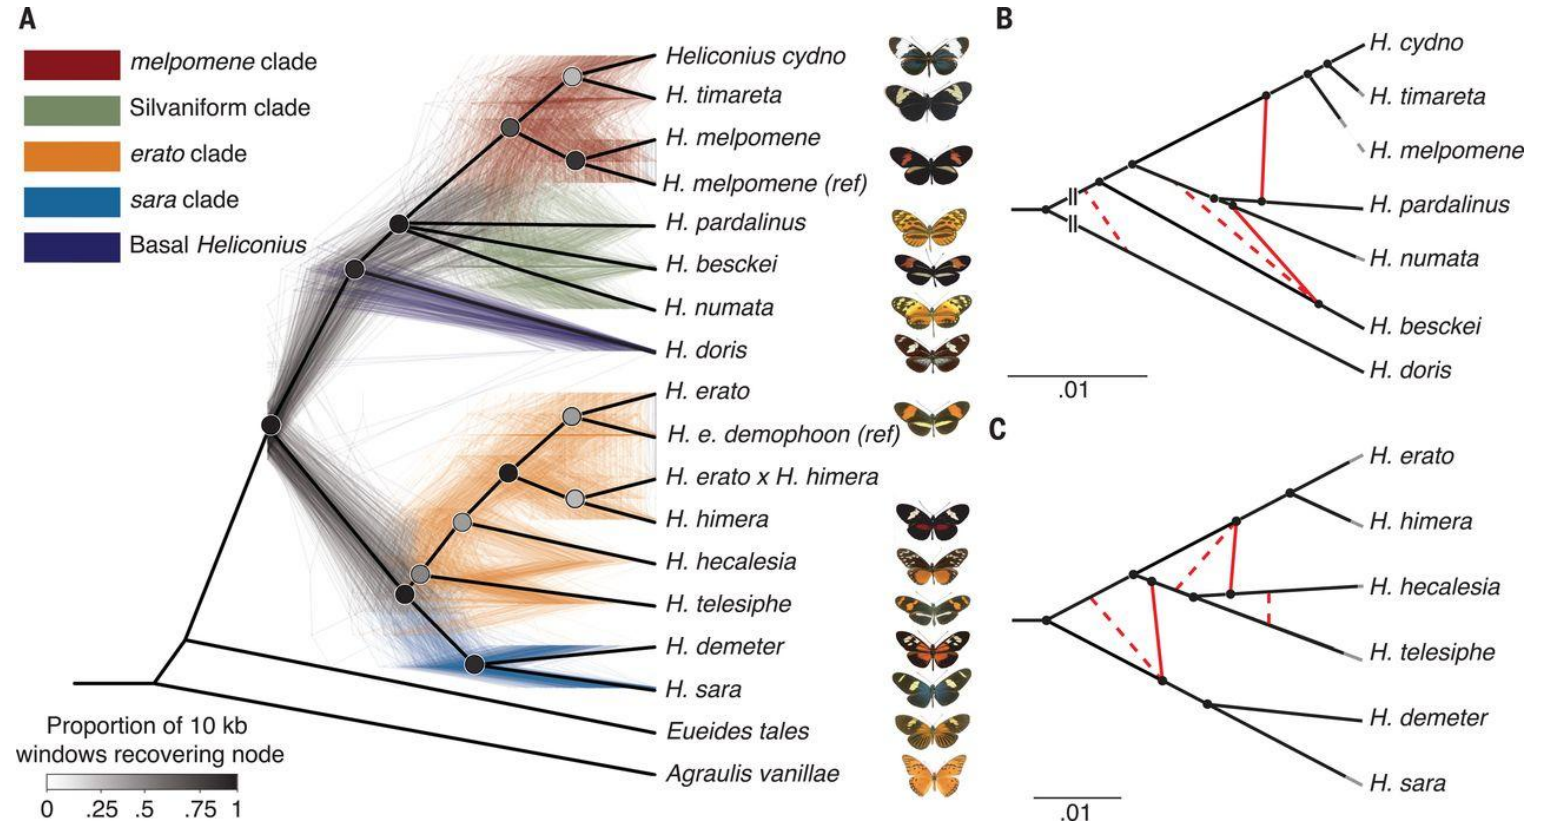 A
melpomene clade
Silvaniform clade
erato clade
sara clade
Basal Heliconius
Heliconius cydno
H. timareta
H. melpomene
H. melpomene (ref)
H. pardalinus
H. besckei
H. numata
H. doris
H. erato
H. e. demophoon (ref)
H. erato x H. himera
H. himera
H. hecalesia
H. telesiphe
H. demeter
H. sara
Eueides tales
Agraulis vanillae
Proportion of 10 kb
windows recovering node
0 .25 .5 .75 1
B
H. cydno
H. timareta
H. melpomene
H. pardalinus
H. numata
H. besckei
H. doris
.01
C
H. erato
H. himera
H. hecalesia
H. telesiphe
H. demeter
H. sara
.01